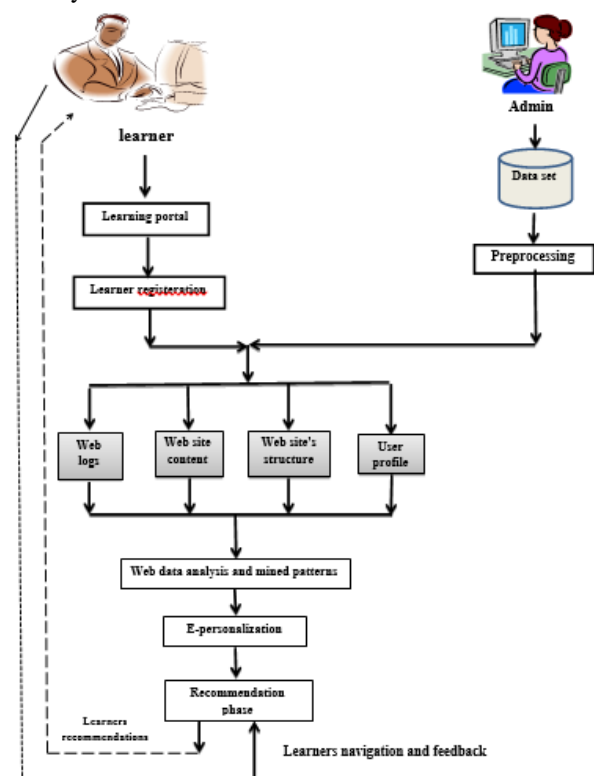 Admin
learner
Data set
Learning portal
Preprocessing
Learner registeration
Web
logs
Web site
content
Web site's
structure
User
profile
Web data analysis and mined patterns
E-personalization
Recommendation
phase
Learners
recommendations
Learners navigation and feedback